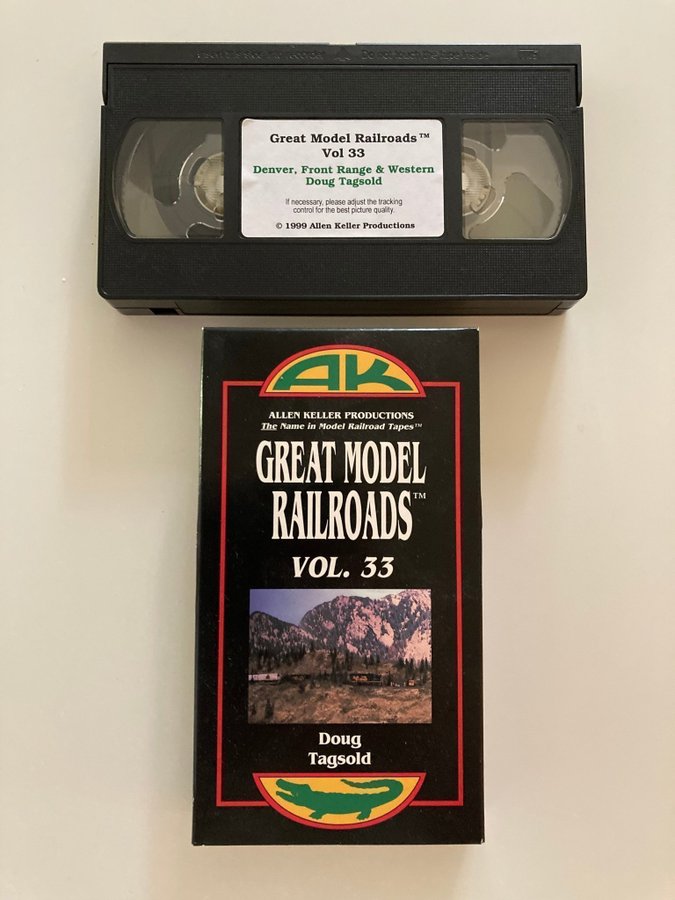 VHS
Great Model Railroads™
Vol 33
Denver, Front Range & Western
Doug Tagsold
If necessary, please adjust the tracking
control for the best picture quality.
© 1999 Allen Keller Productions
AK
ALLEN KELLER PRODUCTIONS
The Name in Model Railroad Tapes™
GREAT MODEL
RAILROADS™
VOL. 33
Doug
Tagsold